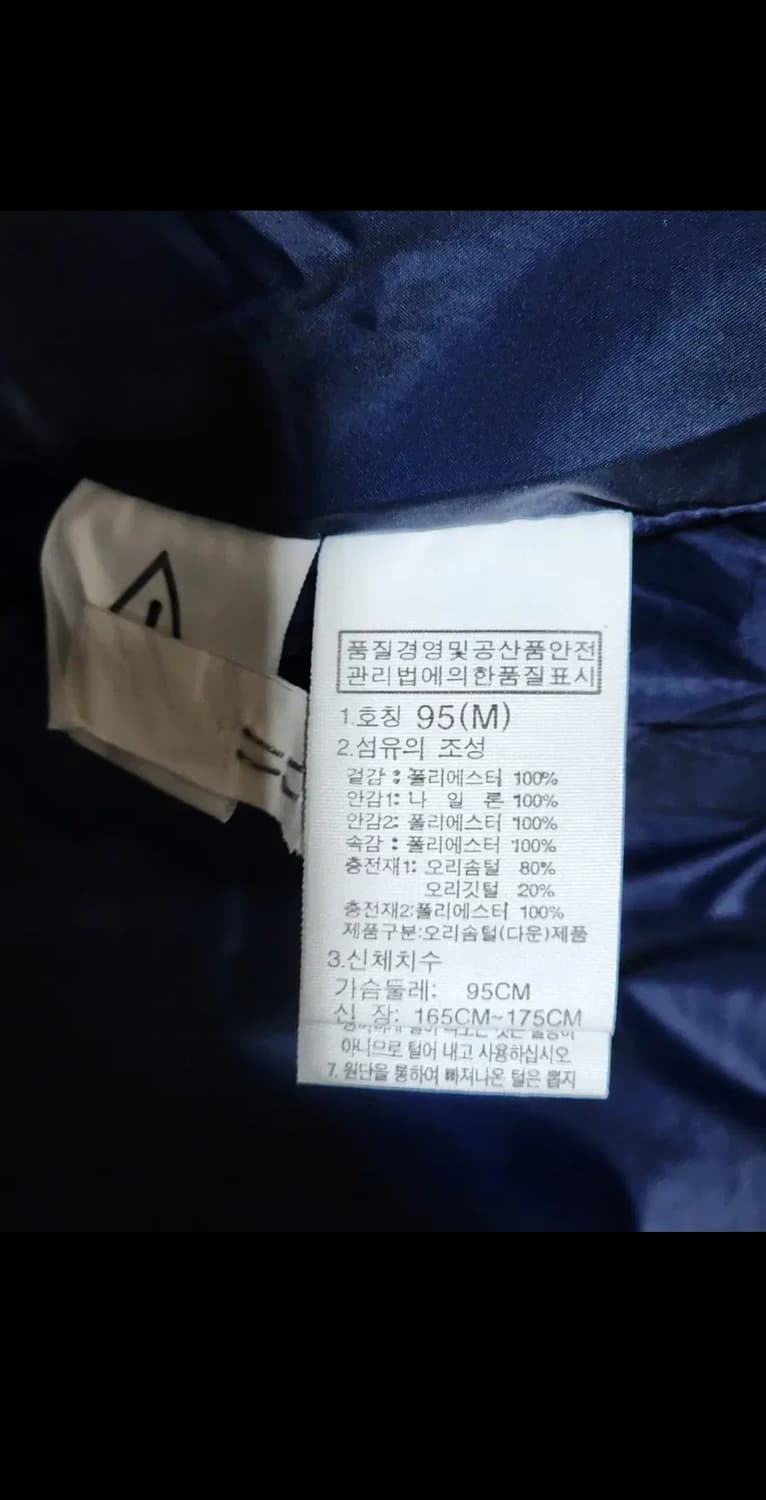 품질경영및공산품안전
관리법에의한품질표시
1.호칭 95(M)
2.섬유의 조성
겉감 : 폴리에스터 100%
안감1: 나 일 론 100%
안감2: 폴리에스터 100%
속감 : 폴리에스터 100%
충전재1: 오리솜털 80%
오리깃털 20%
충전재2:폴리에스터 100%
제품구분:오리솜털(다운)제품
3.신체치수
가슴둘레: 95CM
신 장: 165CM~175CM
아니므로 털어 내고 사용하십시오
7. 원단을 통하여 빠져나온 털은 뽑지